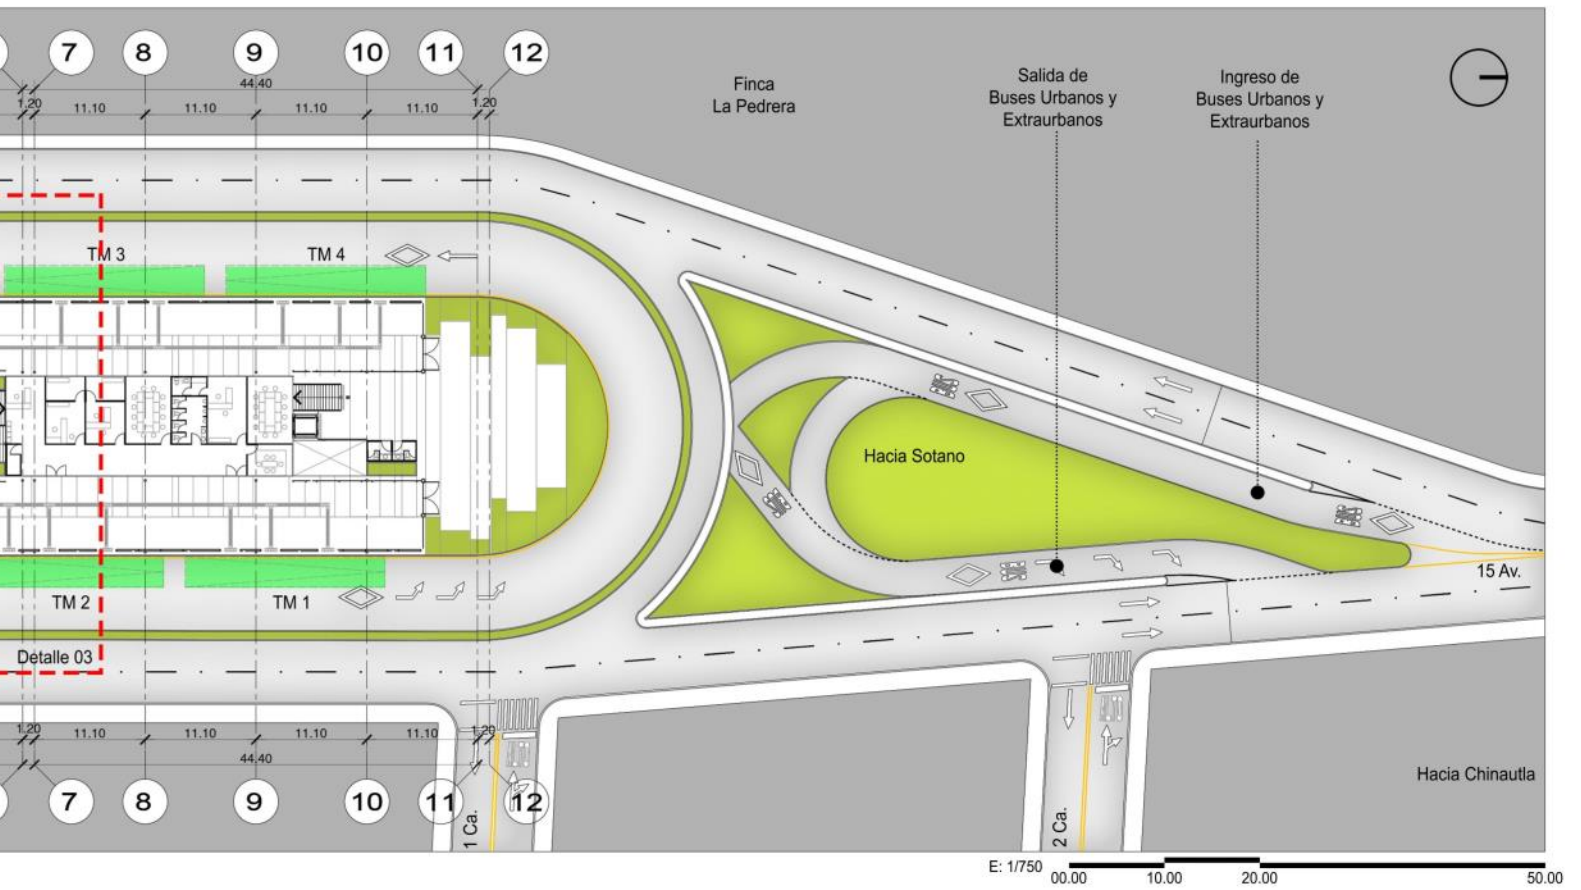 7 8 9 10 11 12
44.40
1.20 11.10 11.10 11.10 11.10 1.20
Finca
La Pedrera
Salida de
Buses Urbanos y
Extraurbanos
Ingreso de
Buses Urbanos y
Extraurbanos
TM 3
TM 4
Hacia Sotano
15 Av.
TM 2
TM 1
Detalle 03
1.20 11.10 11.10 11.10 11.10 1.20
44.40
7 8 9 10 11 12
1 Ca.
2 Ca.
Hacia Chinautla
E: 1/750
00.00 10.00 20.00 50.00